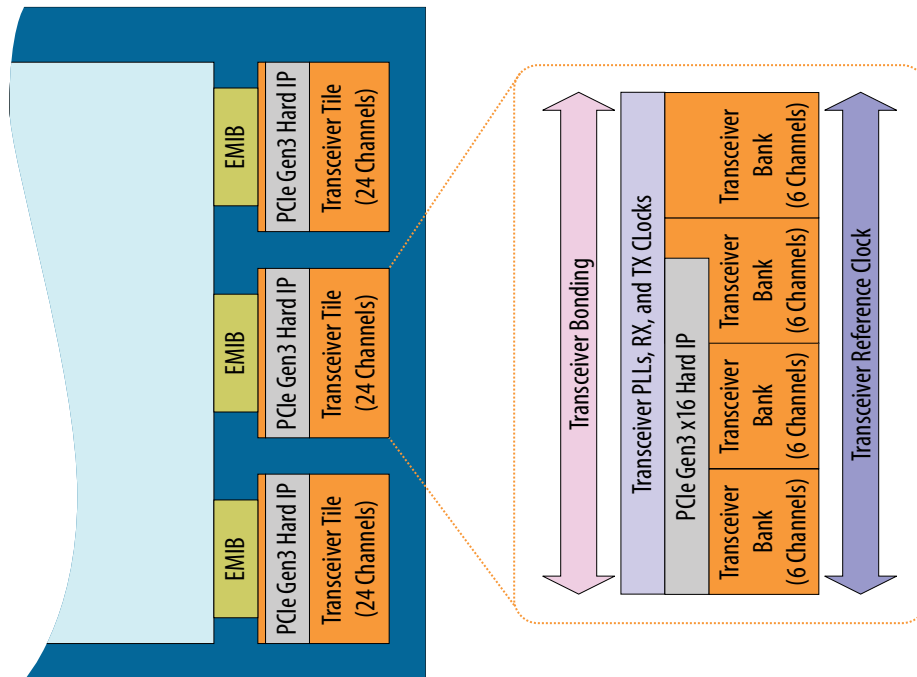 EMIB
PCIe Gen3 Hard IP
Transceiver Tile
(24 Channels)
EMIB
PCIe Gen3 Hard IP
Transceiver Tile
(24 Channels)
EMIB
PCIe Gen3 Hard IP
Transceiver Tile
(24 Channels)
Transceiver Bonding
Transceiver PLLs, RX, and TX CLocks
PCIe Gen3 x16 Hard IP
Transceiver
Bank
(6 Channels)
Transceiver
Bank
(6 Channels)
Transceiver
Bank
(6 Channels)
Transceiver
Bank
(6 Channels)
Transceiver Reference Clock